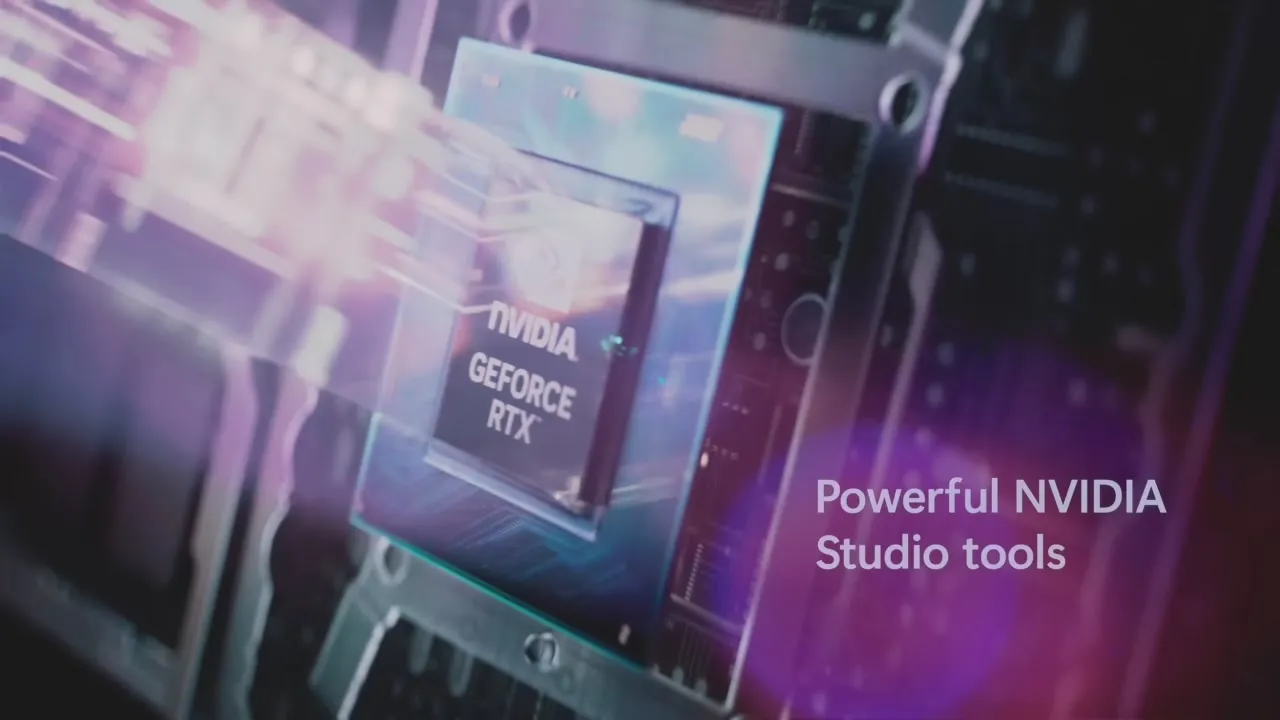 NVIDIA
GEFORCE
RTX
Powerful NVIDIA
Studio tools